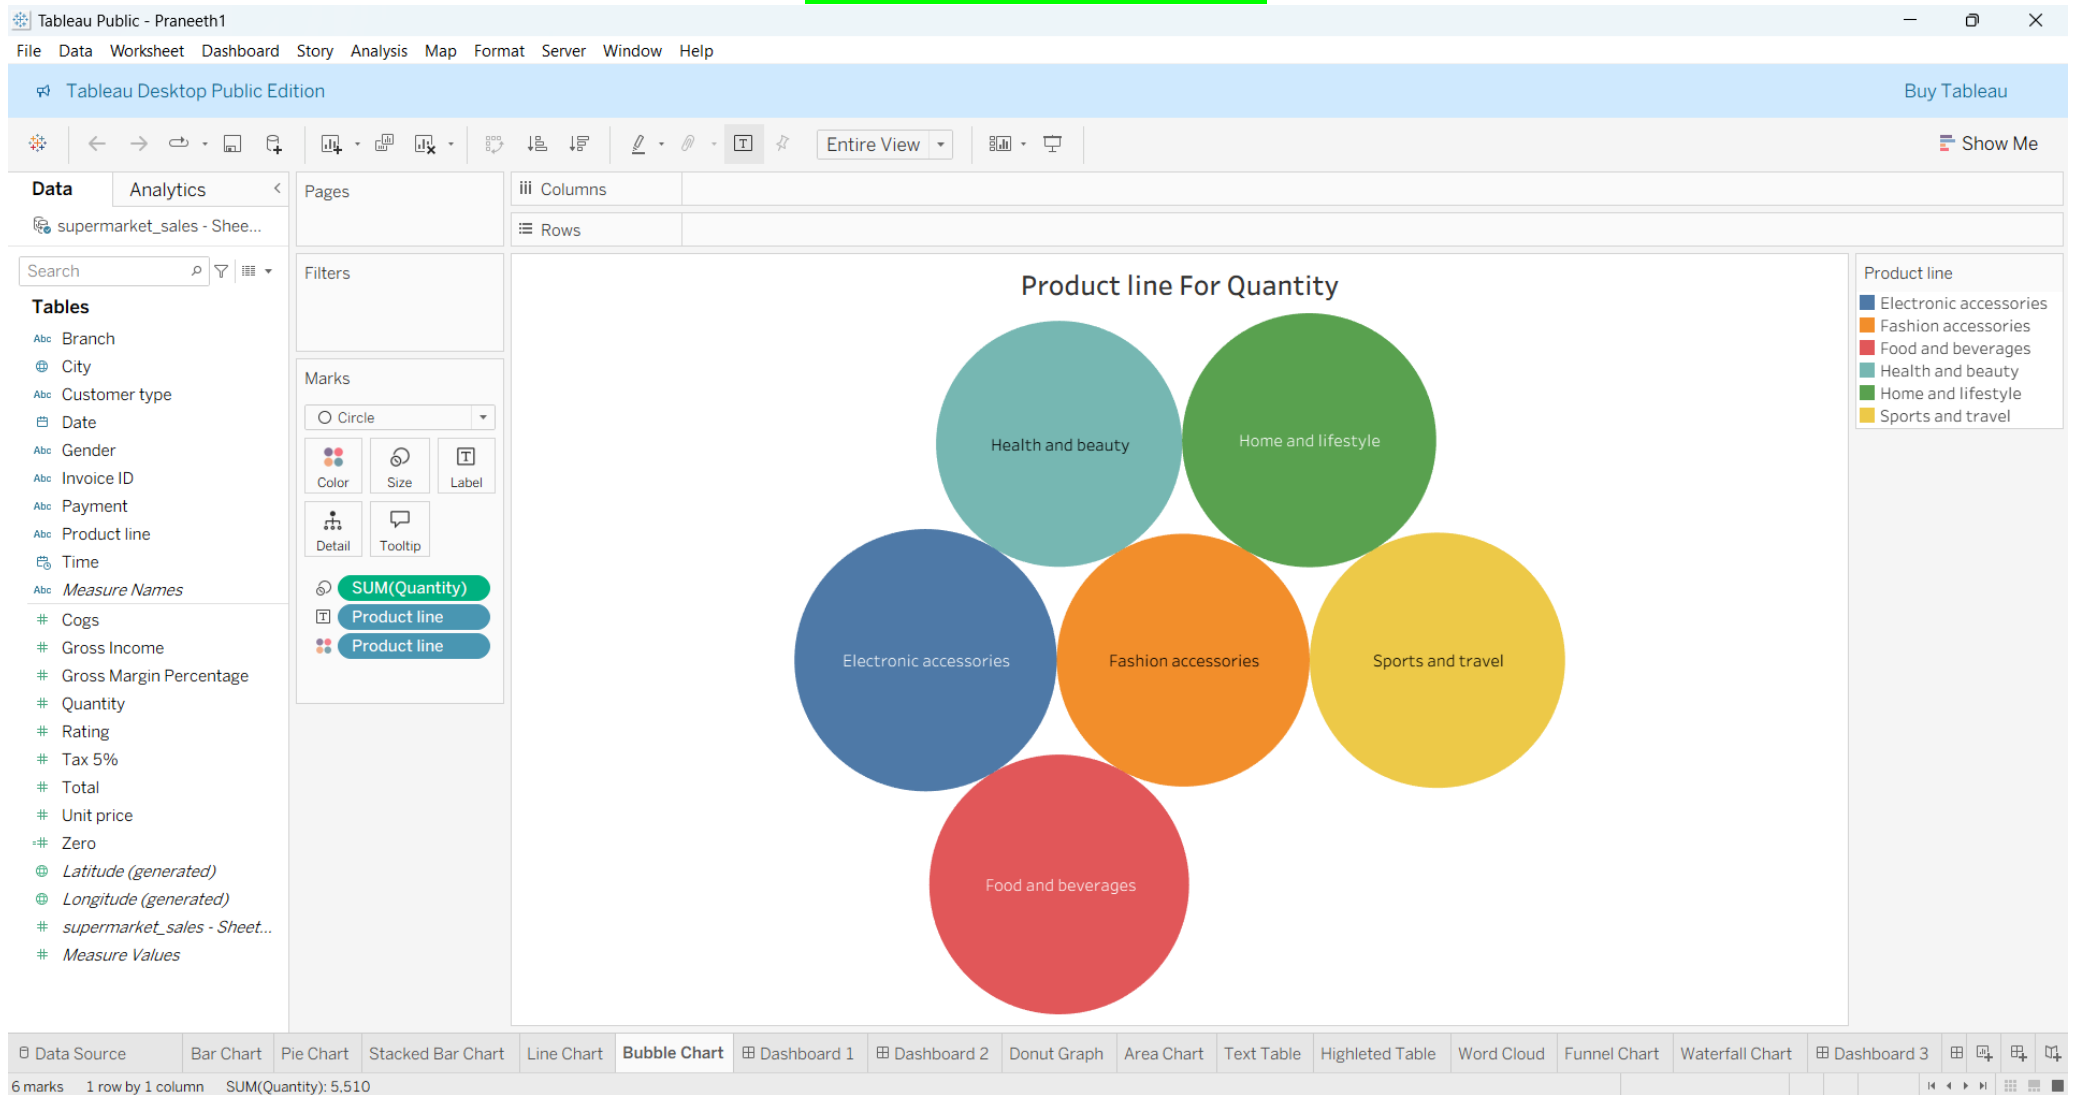 Tableau Public - Praneeth1
File Data Worksheet Dashboard Story Analysis Map Format Server Window Help
Tableau Desktop Public Edition
Buy Tableau
Entire View
Show Me
Data
Analytics
supermarket_sales - Shee...
Search
Tables
Abc Branch
City
Abc Customer type
Date
Abc Gender
Abc Invoice ID
Abc Payment
Abc Product line
Time
Abc Measure Names
# Cogs
# Gross Income
# Gross Margin Percentage
# Quantity
# Rating
# Tax 5%
# Total
# Unit price
=# Zero
Latitude (generated)
Longitude (generated)
# supermarket_sales - Sheet...
# Measure Values
Pages
Filters
Marks
Circle
Color
Size
T
Label
Detail
Tooltip
SUM(Quantity)
T Product line
Product line
iii Columns
Rows
Product line For Quantity
Health and beauty
Home and lifestyle
Electronic accessories
Fashion accessories
Sports and travel
Food and beverages
Product line
Electronic accessories
Fashion accessories
Food and beverages
Health and beauty
Home and lifestyle
Sports and travel
Data Source Bar Chart Pie Chart Stacked Bar Chart Line Chart Bubble Chart Dashboard 1 Dashboard 2 Donut Graph Area Chart Text Table Highleted Table Word Cloud Funnel Chart Waterfall Chart Dashboard 3
6 marks 1 row by 1 column SUM(Quantity): 5,510